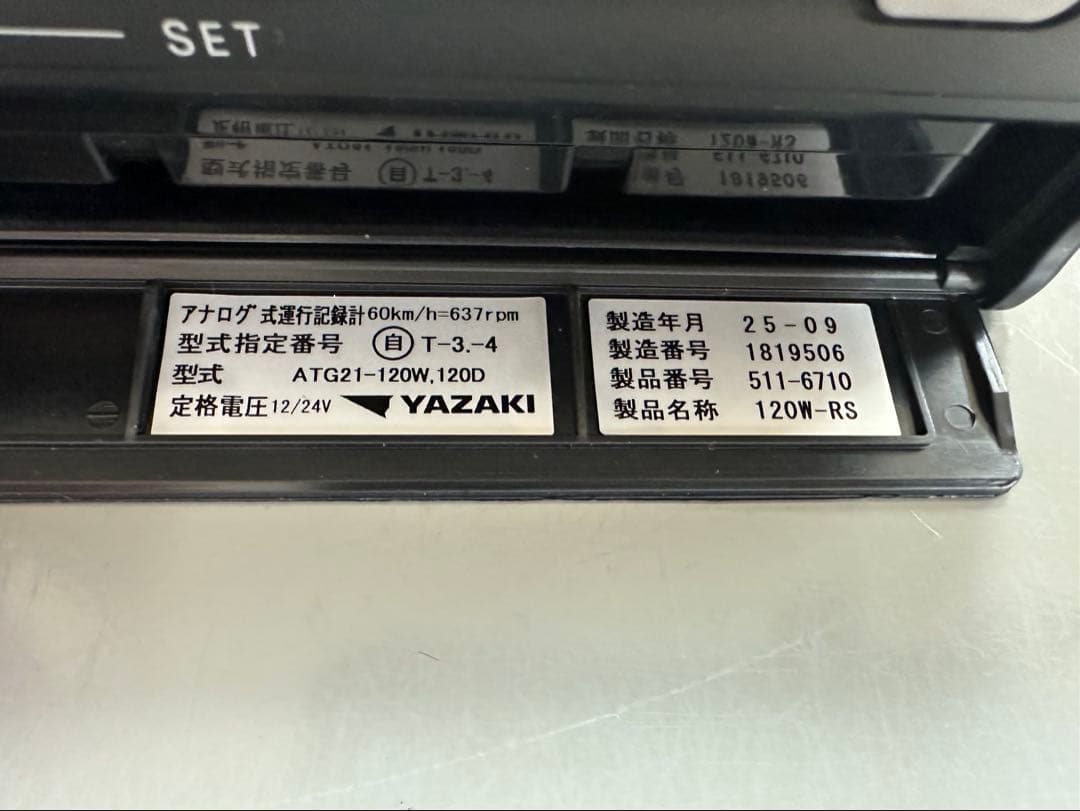 SET
アナログ式運行記録計60km/h=637rpm
型式指定番号 自 T-3.-4
型式 ATG21-120W,120D
定格電圧12/24V YAZAKI
製造年月 25-09
製造番号 1819506
製品番号 511-6710
製品名称 120W-RS